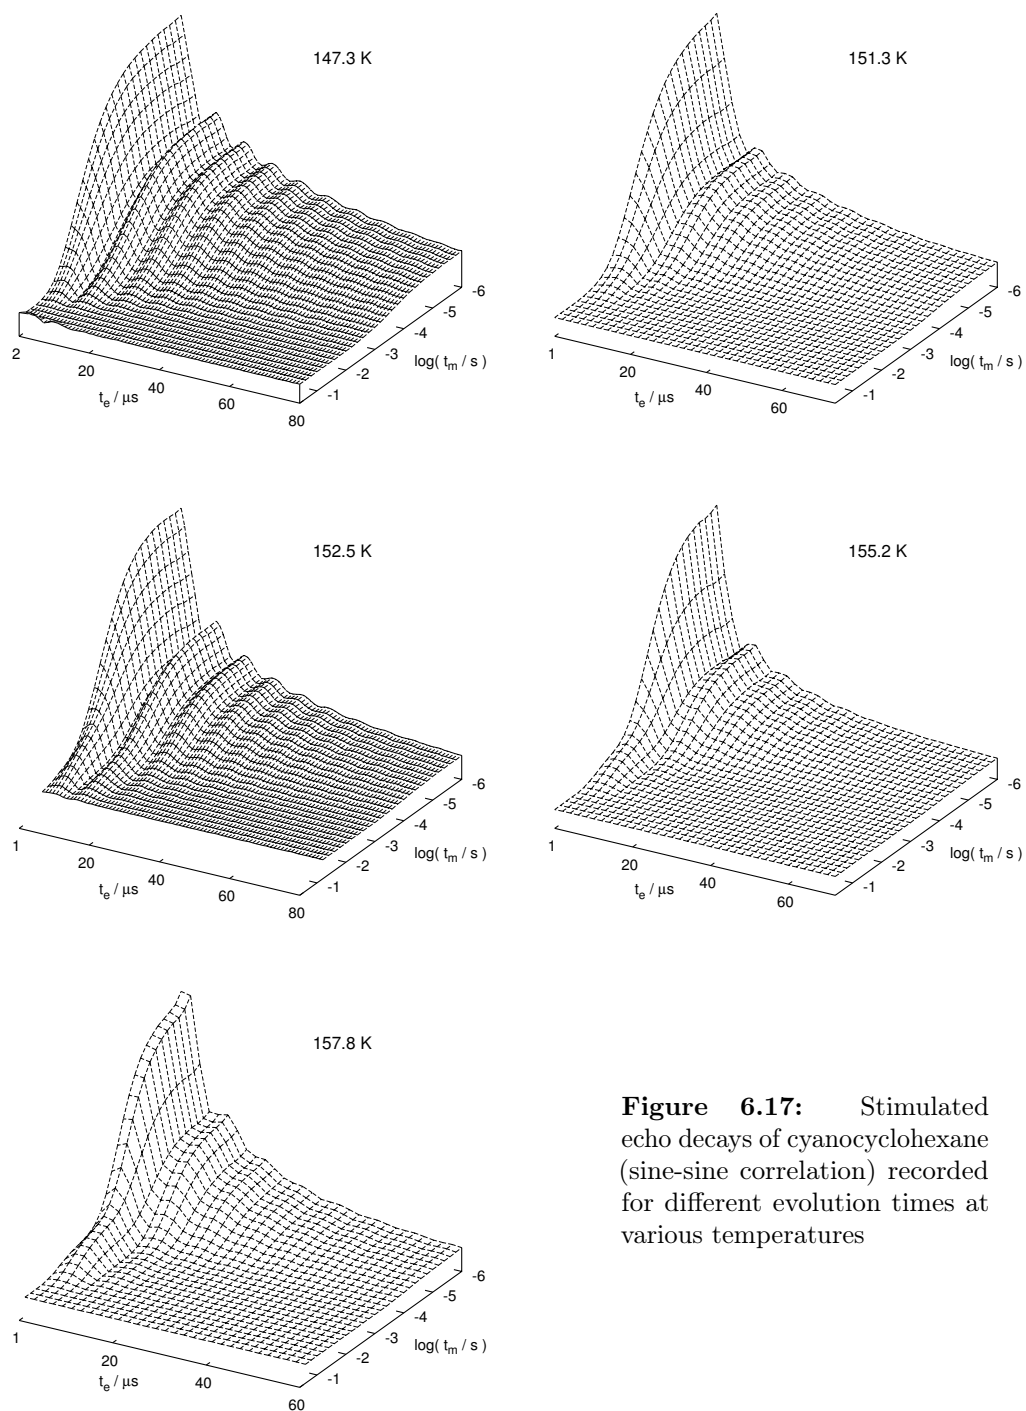 147.3 K
2
20
40
60
80
t_e / μs
-1
-2
-3
-4
-5
-6
log( t_m / s )
151.3 K
1
20
40
60
t_e / μs
-1
-2
-3
-4
-5
-6
log( t_m / s )
152.5 K
1
20
40
60
80
t_e / μs
-1
-2
-3
-4
-5
-6
log( t_m / s )
155.2 K
1
20
40
60
t_e / μs
-1
-2
-3
-4
-5
-6
log( t_m / s )
157.8 K
1
20
40
60
t_e / μs
-1
-2
-3
-4
-5
-6
log( t_m / s )
Figure 6.17: Stimulated
echo decays of cyanocyclohexane
(sine-sine correlation) recorded
for different evolution times at
various temperatures